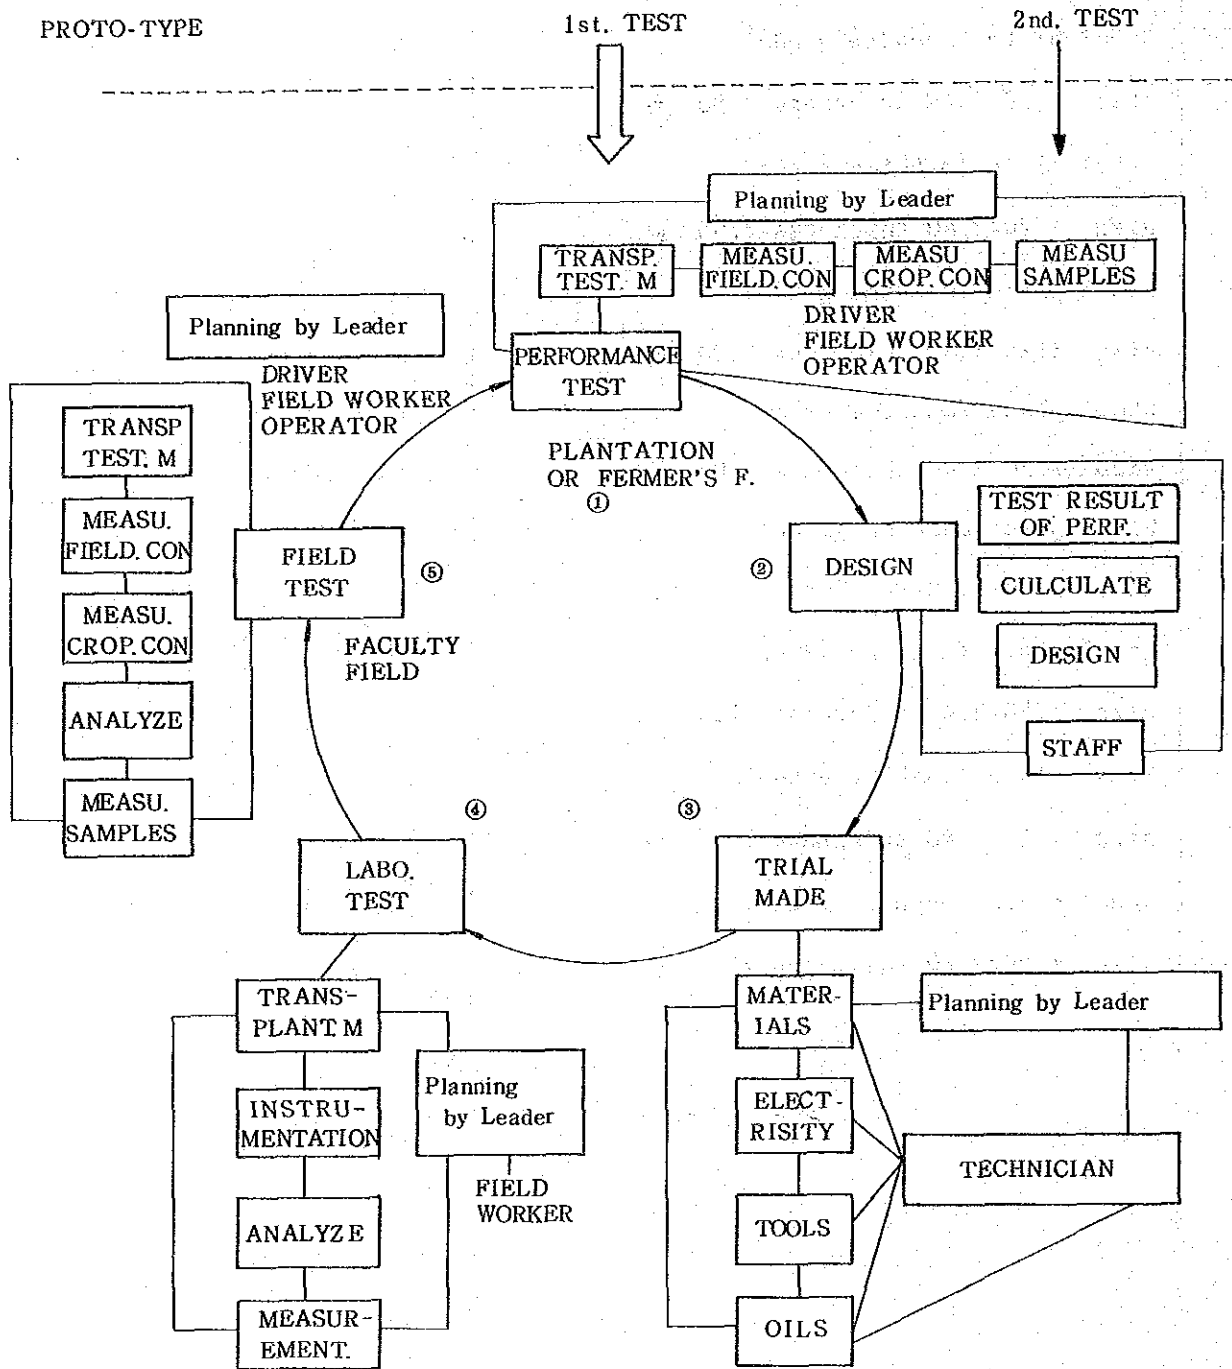 PROTO-TYPE
1st. TEST
2nd. TEST
Planning by Leader
TRANSP.
TEST. M
MEASU.
FIELD. CON
MEASU
CROP. CON
MEASU
SAMPLES
DRIVER
FIELD WORKER
OPERATOR
PERFORMANCE
TEST
PLANTATION
OR FERMER'S F.
①
Planning by Leader
DRIVER
FIELD WORKER
OPERATOR
TRANSP
TEST. M
MEASU.
FIELD. CON
MEASU.
CROP. CON
ANALYZE
MEASU.
SAMPLES
FIELD
TEST
⑤
FACULTY
FIELD
②
DESIGN
TEST RESULT
OF PERF.
CULCULATE
DESIGN
STAFF
③
TRIAL
MADE
MATER-
IALS
ELECT-
RISITY
TOOLS
OILS
Planning by Leader
TECHNICIAN
④
LABO.
TEST
TRANS-
PLANT. M
INSTRU-
MENTATION
ANALYZE
MEASUR-
EMENT.
Planning
by Leader
FIELD
WORKER